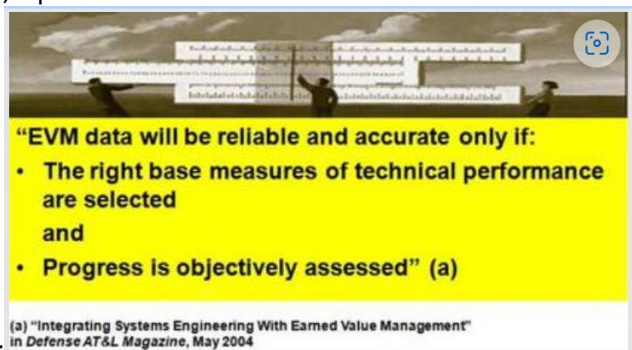 “EVM data will be reliable and accurate only if:
• The right base measures of technical performance
are selected
and
• Progress is objectively assessed” (a)
(a) “Integrating Systems Engineering With Earned Value Management”
in Defense AT&L Magazine, May 2004